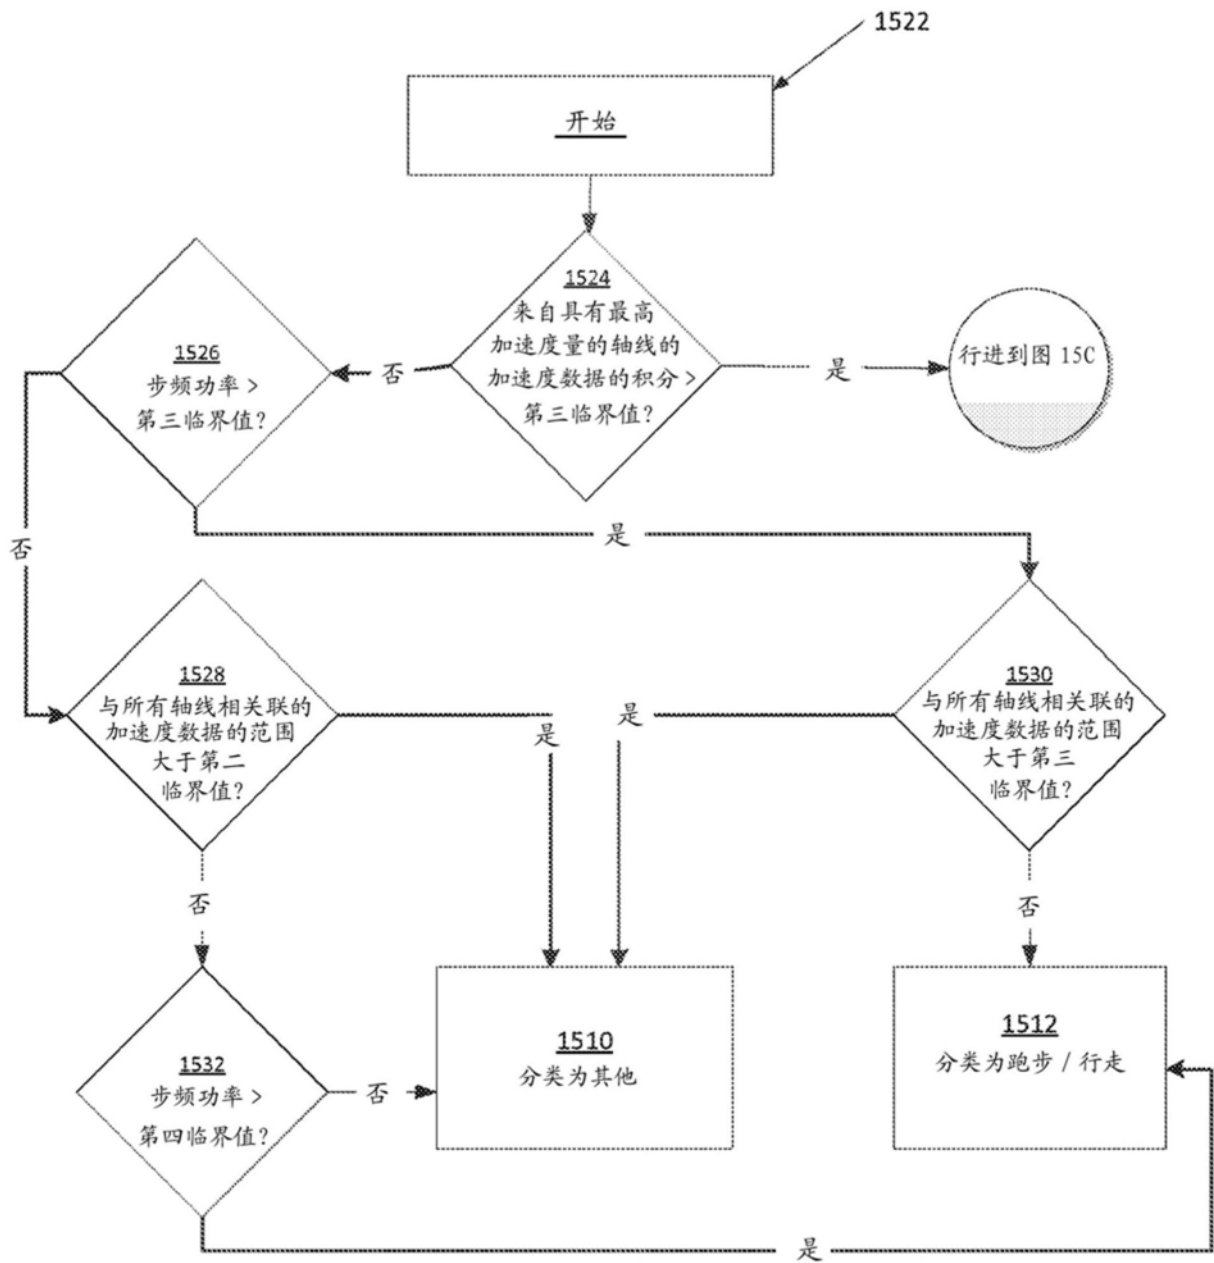 1522
开始
1524
来自具有最高
加速度量的轴线的
加速度数据的积分>
第三临界值?
是
行进到图 15C
否
1526
步频功率>
第三临界值?
是
否
1528
与所有轴线相关联的
加速度数据的范围
大于第二
临界值?
是
是
1530
与所有轴线相关联的
加速度数据的范围
大于第三
临界值?
否
否
1532
步频功率>
第四临界值?
否
1510
分类为其他
1512
分类为跑步/行走
是